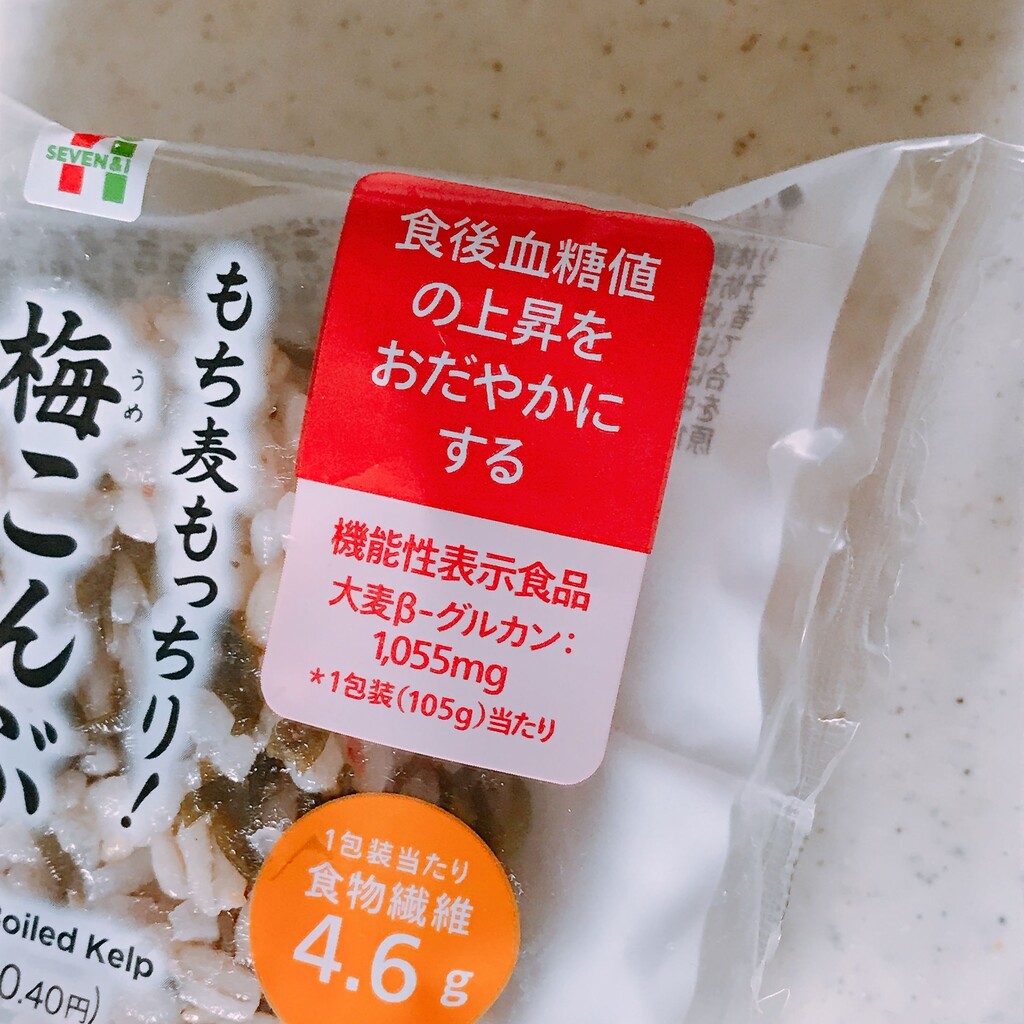 SEVEN&i
食後血糖値
の上昇を
おだやかに
する
機能性表示食品
大麦β-グルカン:
1,055mg
*1包装(105g)当たり
もち麦もっちり!
梅こんぶ
うめ
1包装当たり
食物繊維
4.6g
Boiled Kelp
0.40円)